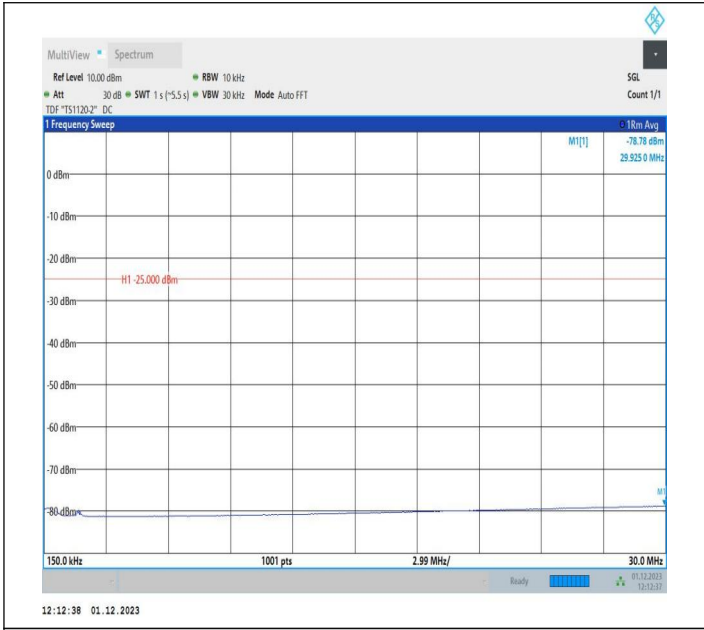 R S
MultiView Spectrum
Ref Level 10.00 dBm RBW 10 kHz SGL
Att 30 dB SWT 1 s (~5.5 s) VBW 30 kHz Mode Auto FFT Count 1/1
TDF "TS1120-2" DC
1 Frequency Sweep 1Rm Avg
M1[1] -78.78 dBm
29.925 0 MHz
0 dBm
-10 dBm
-20 dBm
H1 -25.000 dBm
-30 dBm
-40 dBm
-50 dBm
-60 dBm
-70 dBm
M1
-80 dBm
150.0 kHz 1001 pts 2.99 MHz/ 30.0 MHz
Ready 01.12.2023
12:12:37
12:12:38 01.12.2023